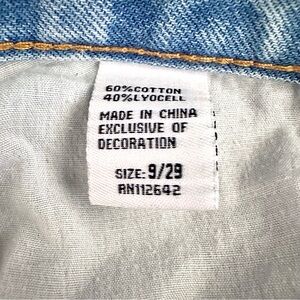 60%COTTON
40%LYOCELL
MADE IN CHINA
EXCLUSIVE OF
DECORATION
SIZE: 9/29
RN112642